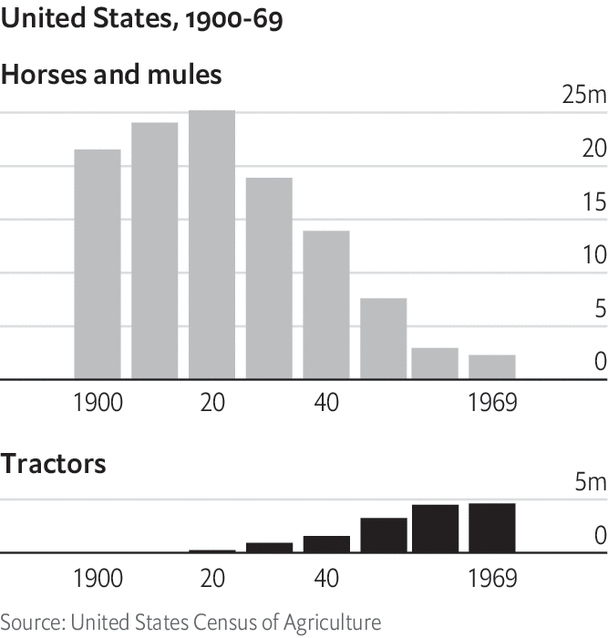 United States, 1900-69
Horses and mules
25m
20
15
10
5
0
1900 20 40 1969
Tractors
5m
0
1900 20 40 1969
Source: United States Census of Agriculture